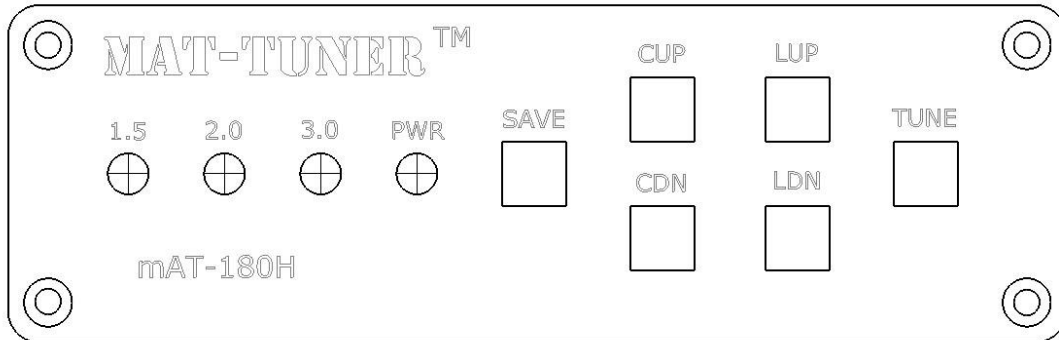 MAT-TUNER™
CUP LUP
SAVE TUNE
1.5 2.0 3.0 PWR
CDN LDN
mAT-180H